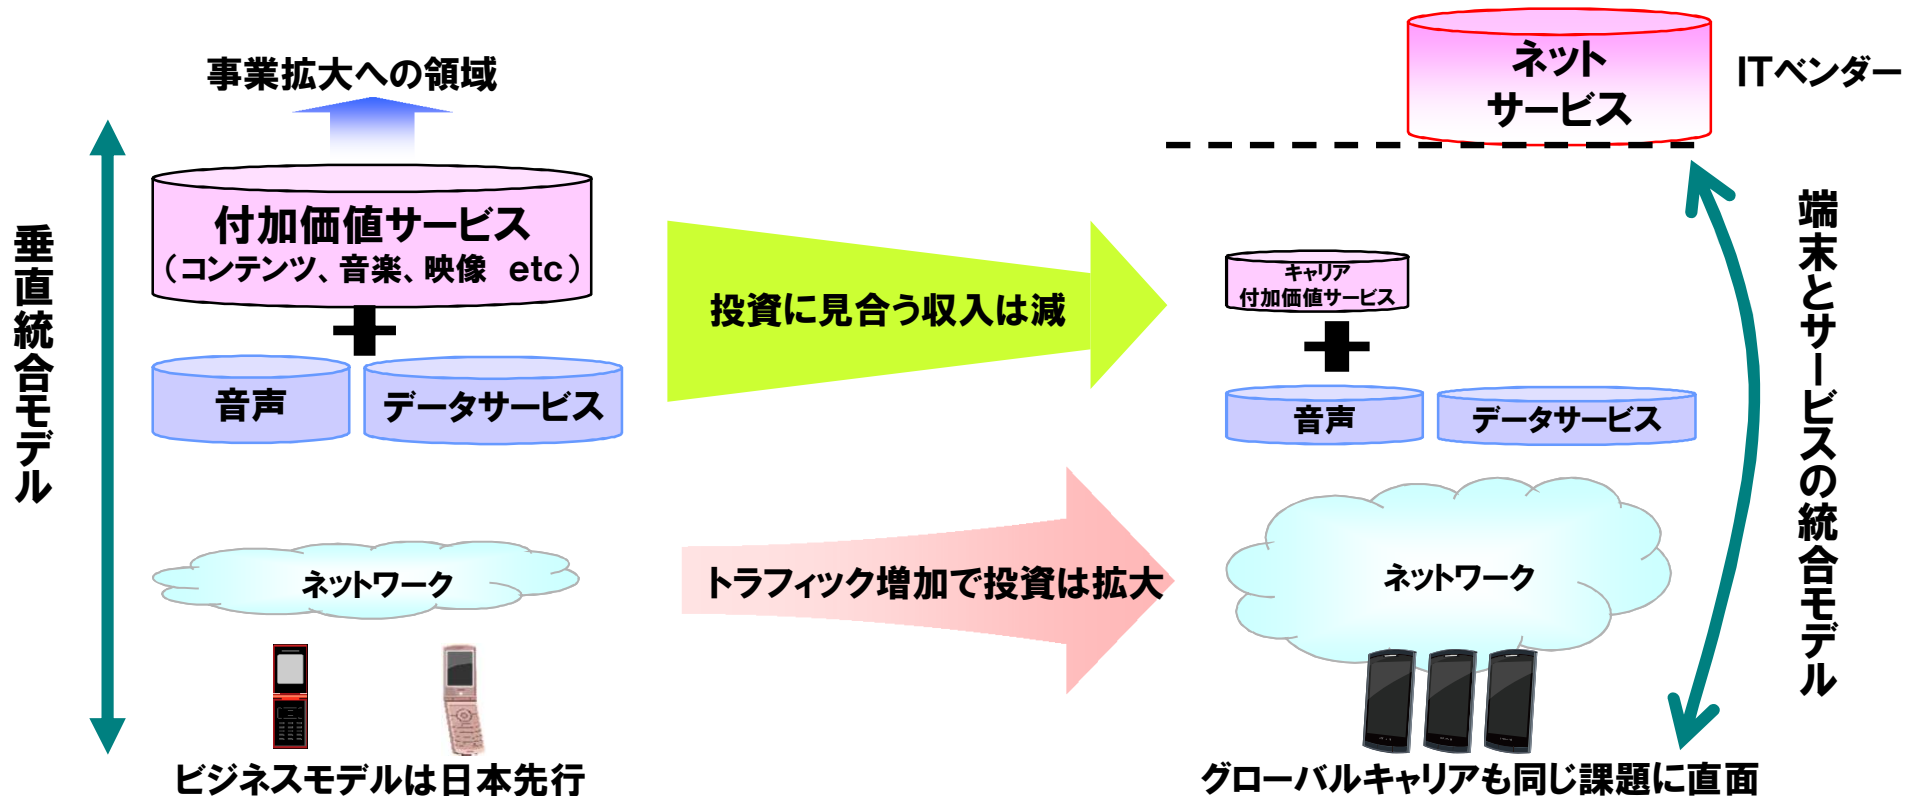 事業拡大への領域
垂直統合モデル
付加価値サービス
（コンテンツ、音楽、映像　etc）
音声
データサービス
ネットワーク
ビジネスモデルは日本先行
投資に見合う収入は減
トラフィック増加で投資は拡大
ネット
サービス
ITベンダー
キャリア
付加価値サービス
音声
データサービス
ネットワーク
端末とサービスの統合モデル
グローバルキャリアも同じ課題に直面